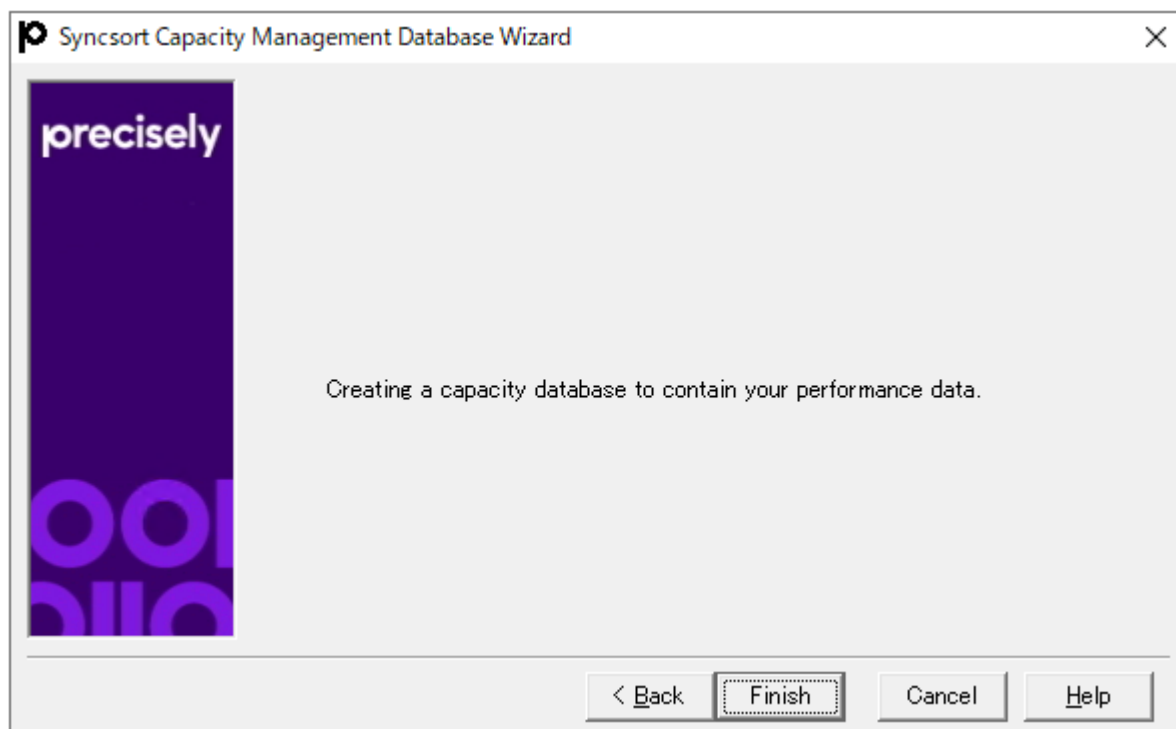 Syncsort Capacity Management Database Wizard
precisely
Creating a capacity database to contain your performance data.
< Back
Finish
Cancel
Help